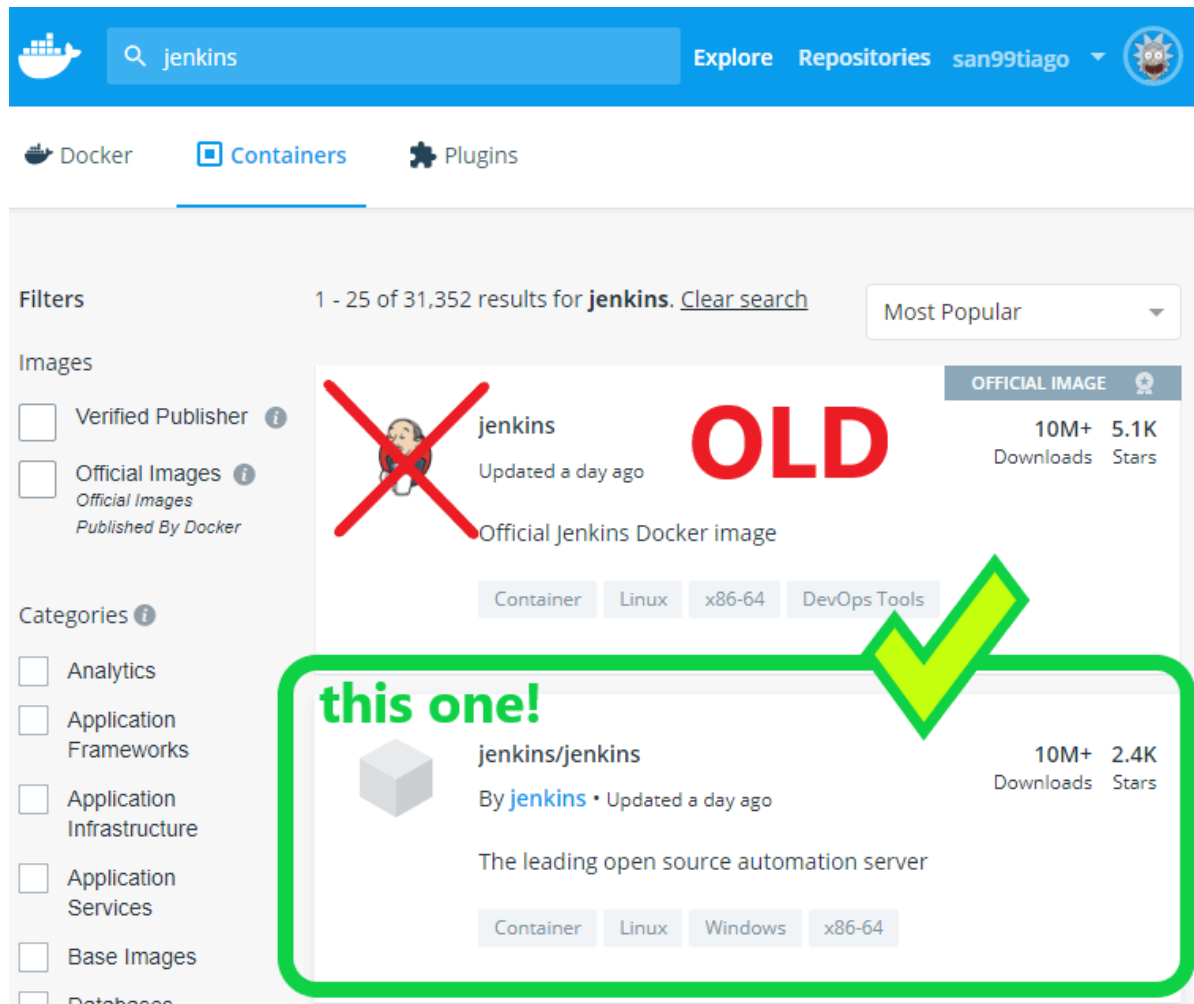 jenkins
Explore Repositories san99tiago
Docker Containers Plugins
Filters
1 - 25 of 31,352 results for jenkins. Clear search
Most Popular
Images
Verified Publisher
Official Images
Official Images
Published By Docker
OFFICIAL IMAGE
jenkins
OLD
10M+ 5.1K
Updated a day ago
Downloads Stars
Official Jenkins Docker image
Container Linux x86-64 DevOps Tools
Categories
Analytics
Application
Frameworks
Application
Infrastructure
Application
Services
Base Images
Databases
this one!
jenkins/jenkins
10M+ 2.4K
By jenkins • Updated a day ago
Downloads Stars
The leading open source automation server
Container Linux Windows x86-64